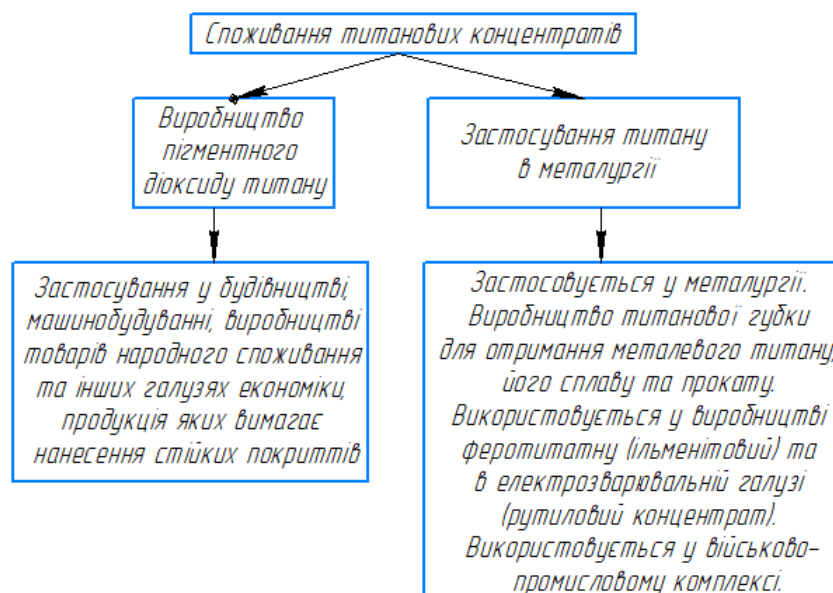 Споживання титанових концентратів
Виробництво
пігментного
діоксиду титану
Застосування титану
в металургії
Застосування у будівництві,
машинобудуванні, виробництві
товарів народного споживання
та інших галузях економіки,
продукція яких вимагає
нанесення стійких покриттів
Застосовується у металургії.
Виробництво титанової губки
для отримання металевого титану,
його сплаву та прокату.
Використовується у виробництві
феротитатну (ільменітовий) та
в електрозварювальній галузі
(рутиловий концентрат).
Використовується у військово-
промисловому комплексі.